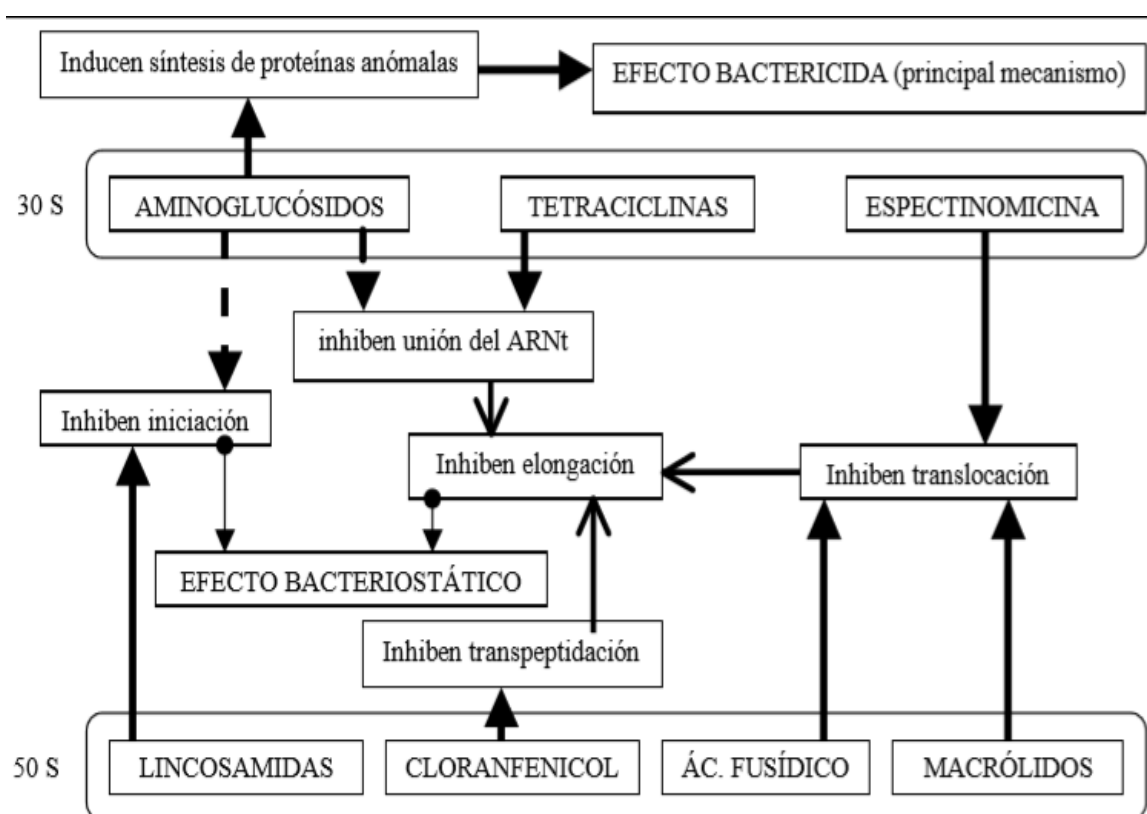 Inducen síntesis de proteínas anómalas
EFECTO BACTERICIDA (principal mecanismo)
30 S
AMINOGLUCÓSIDOS
TETRACICLINAS
ESPECTINOMICINA
inhiben unión del ARNt
Inhiben iniciación
Inhiben elongación
Inhiben translocación
EFECTO BACTERIOSTÁTICO
Inhiben transpeptidación
50 S
LINCOSAMIDAS
CLORANFENICOL
ÁC. FUSÍDICO
MACRÓLIDOS